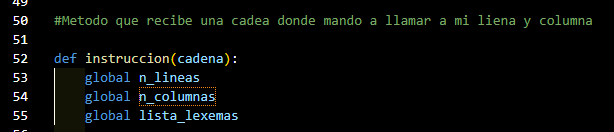 50 #Metodo que recibe una cadea donde mando a llamar a mi liena y columna
51
52 def instruccion(cadena):
53 global n_lineas
54 global n_columnas
55 global lista_lexemas